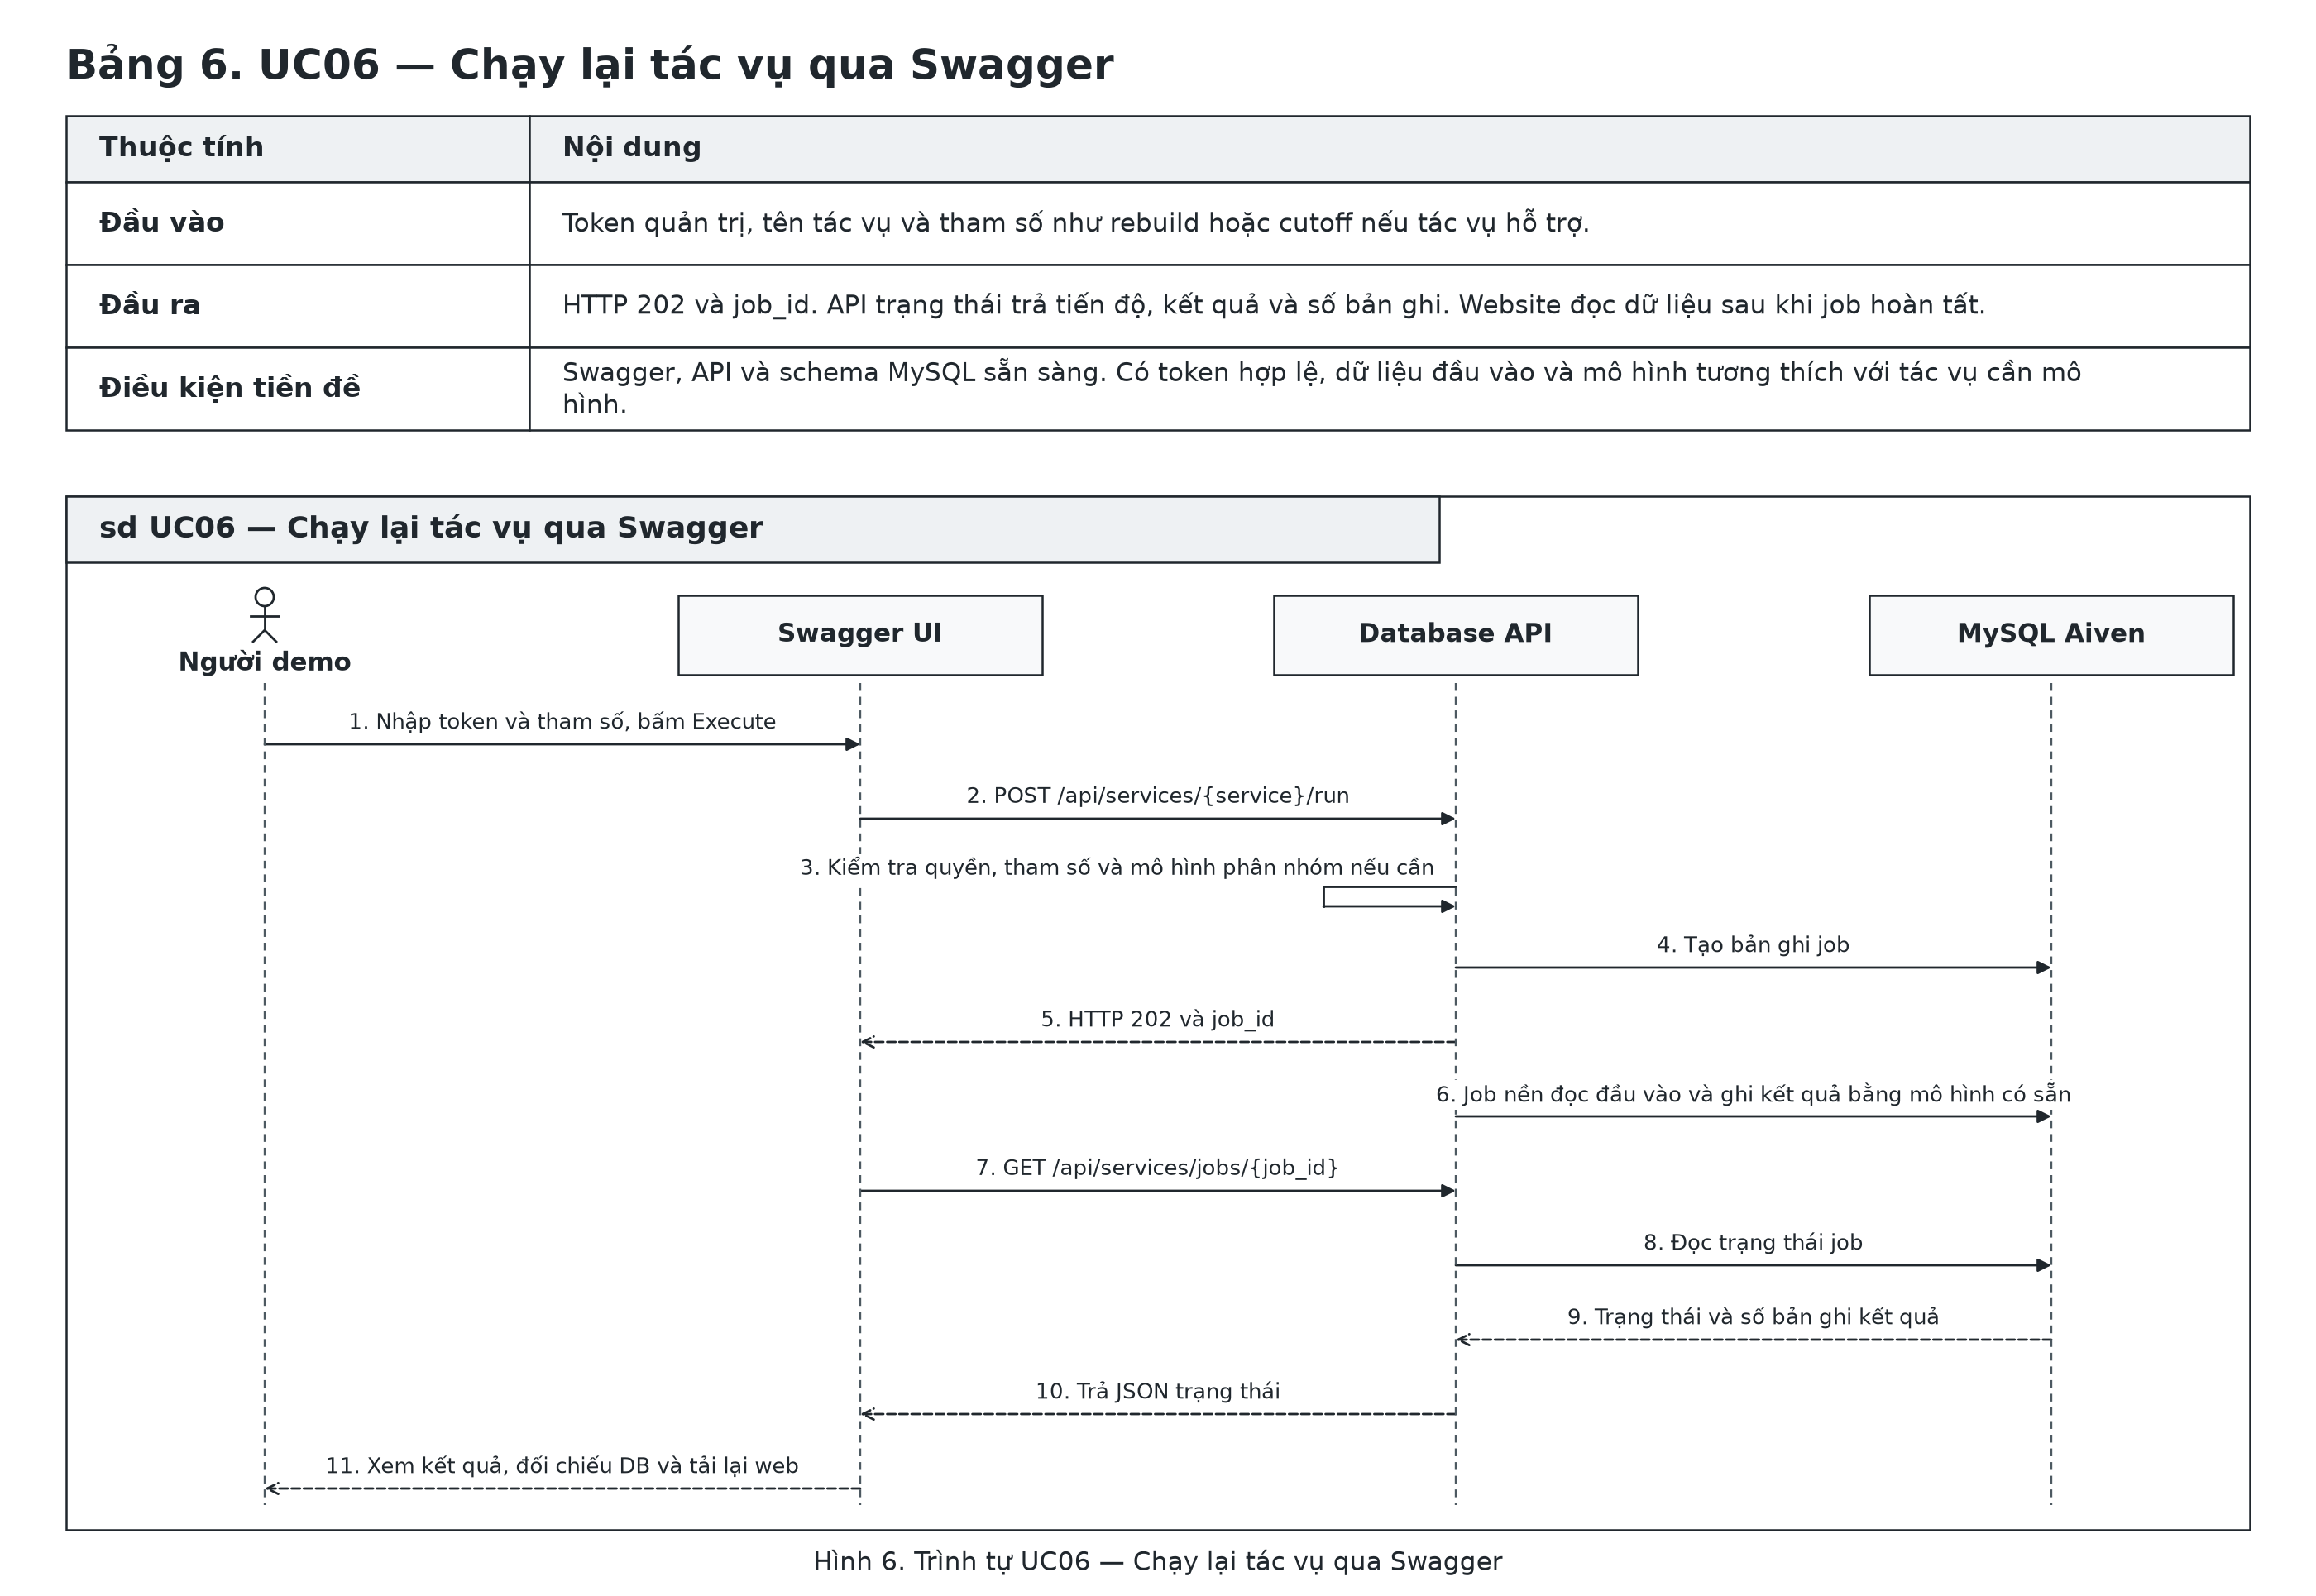 Bảng 6. UC06 — Chạy lại tác vụ qua Swagger
Thuộc tính
Nội dung
Đầu vào
Token quản trị, tên tác vụ và tham số như rebuild hoặc cutoff nếu tác vụ hỗ trợ.
Đầu ra
HTTP 202 và job_id. API trạng thái trả tiến độ, kết quả và số bản ghi. Website đọc dữ liệu sau khi job hoàn tất.
Điều kiện tiền đề
Swagger, API và schema MySQL sẵn sàng. Có token hợp lệ, dữ liệu đầu vào và mô hình tương thích với tác vụ cần mô
hình.
sd UC06 — Chạy lại tác vụ qua Swagger
Người demo
Swagger UI
Database API
MySQL Aiven
1. Nhập token và tham số, bấm Execute
2. POST /api/services/{service}/run
3. Kiểm tra quyền, tham số và mô hình phân nhóm nếu cần
4. Tạo bản ghi job
5. HTTP 202 và job_id
6. Job nền đọc đầu vào và ghi kết quả bằng mô hình có sẵn
7. GET /api/services/jobs/{job_id}
8. Đọc trạng thái job
9. Trạng thái và số bản ghi kết quả
10. Trả JSON trạng thái
11. Xem kết quả, đối chiếu DB và tải lại web
Hình 6. Trình tự UC06 — Chạy lại tác vụ qua Swagger